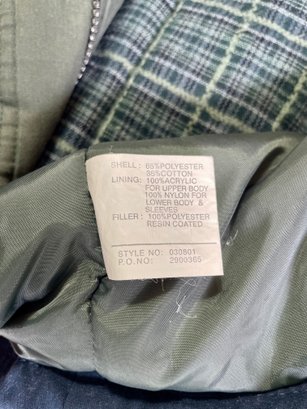 SHELL: 65%POLYESTER
35%COTTON
LINING: 100%ACRYLIC
FOR UPPER BODY
100% NYLON FOR
LOWER BODY &
SLEEVES
FILLER: 100%POLYESTER
RESIN COATED
STYLE NO: 030801
P.O.NO: 2990365